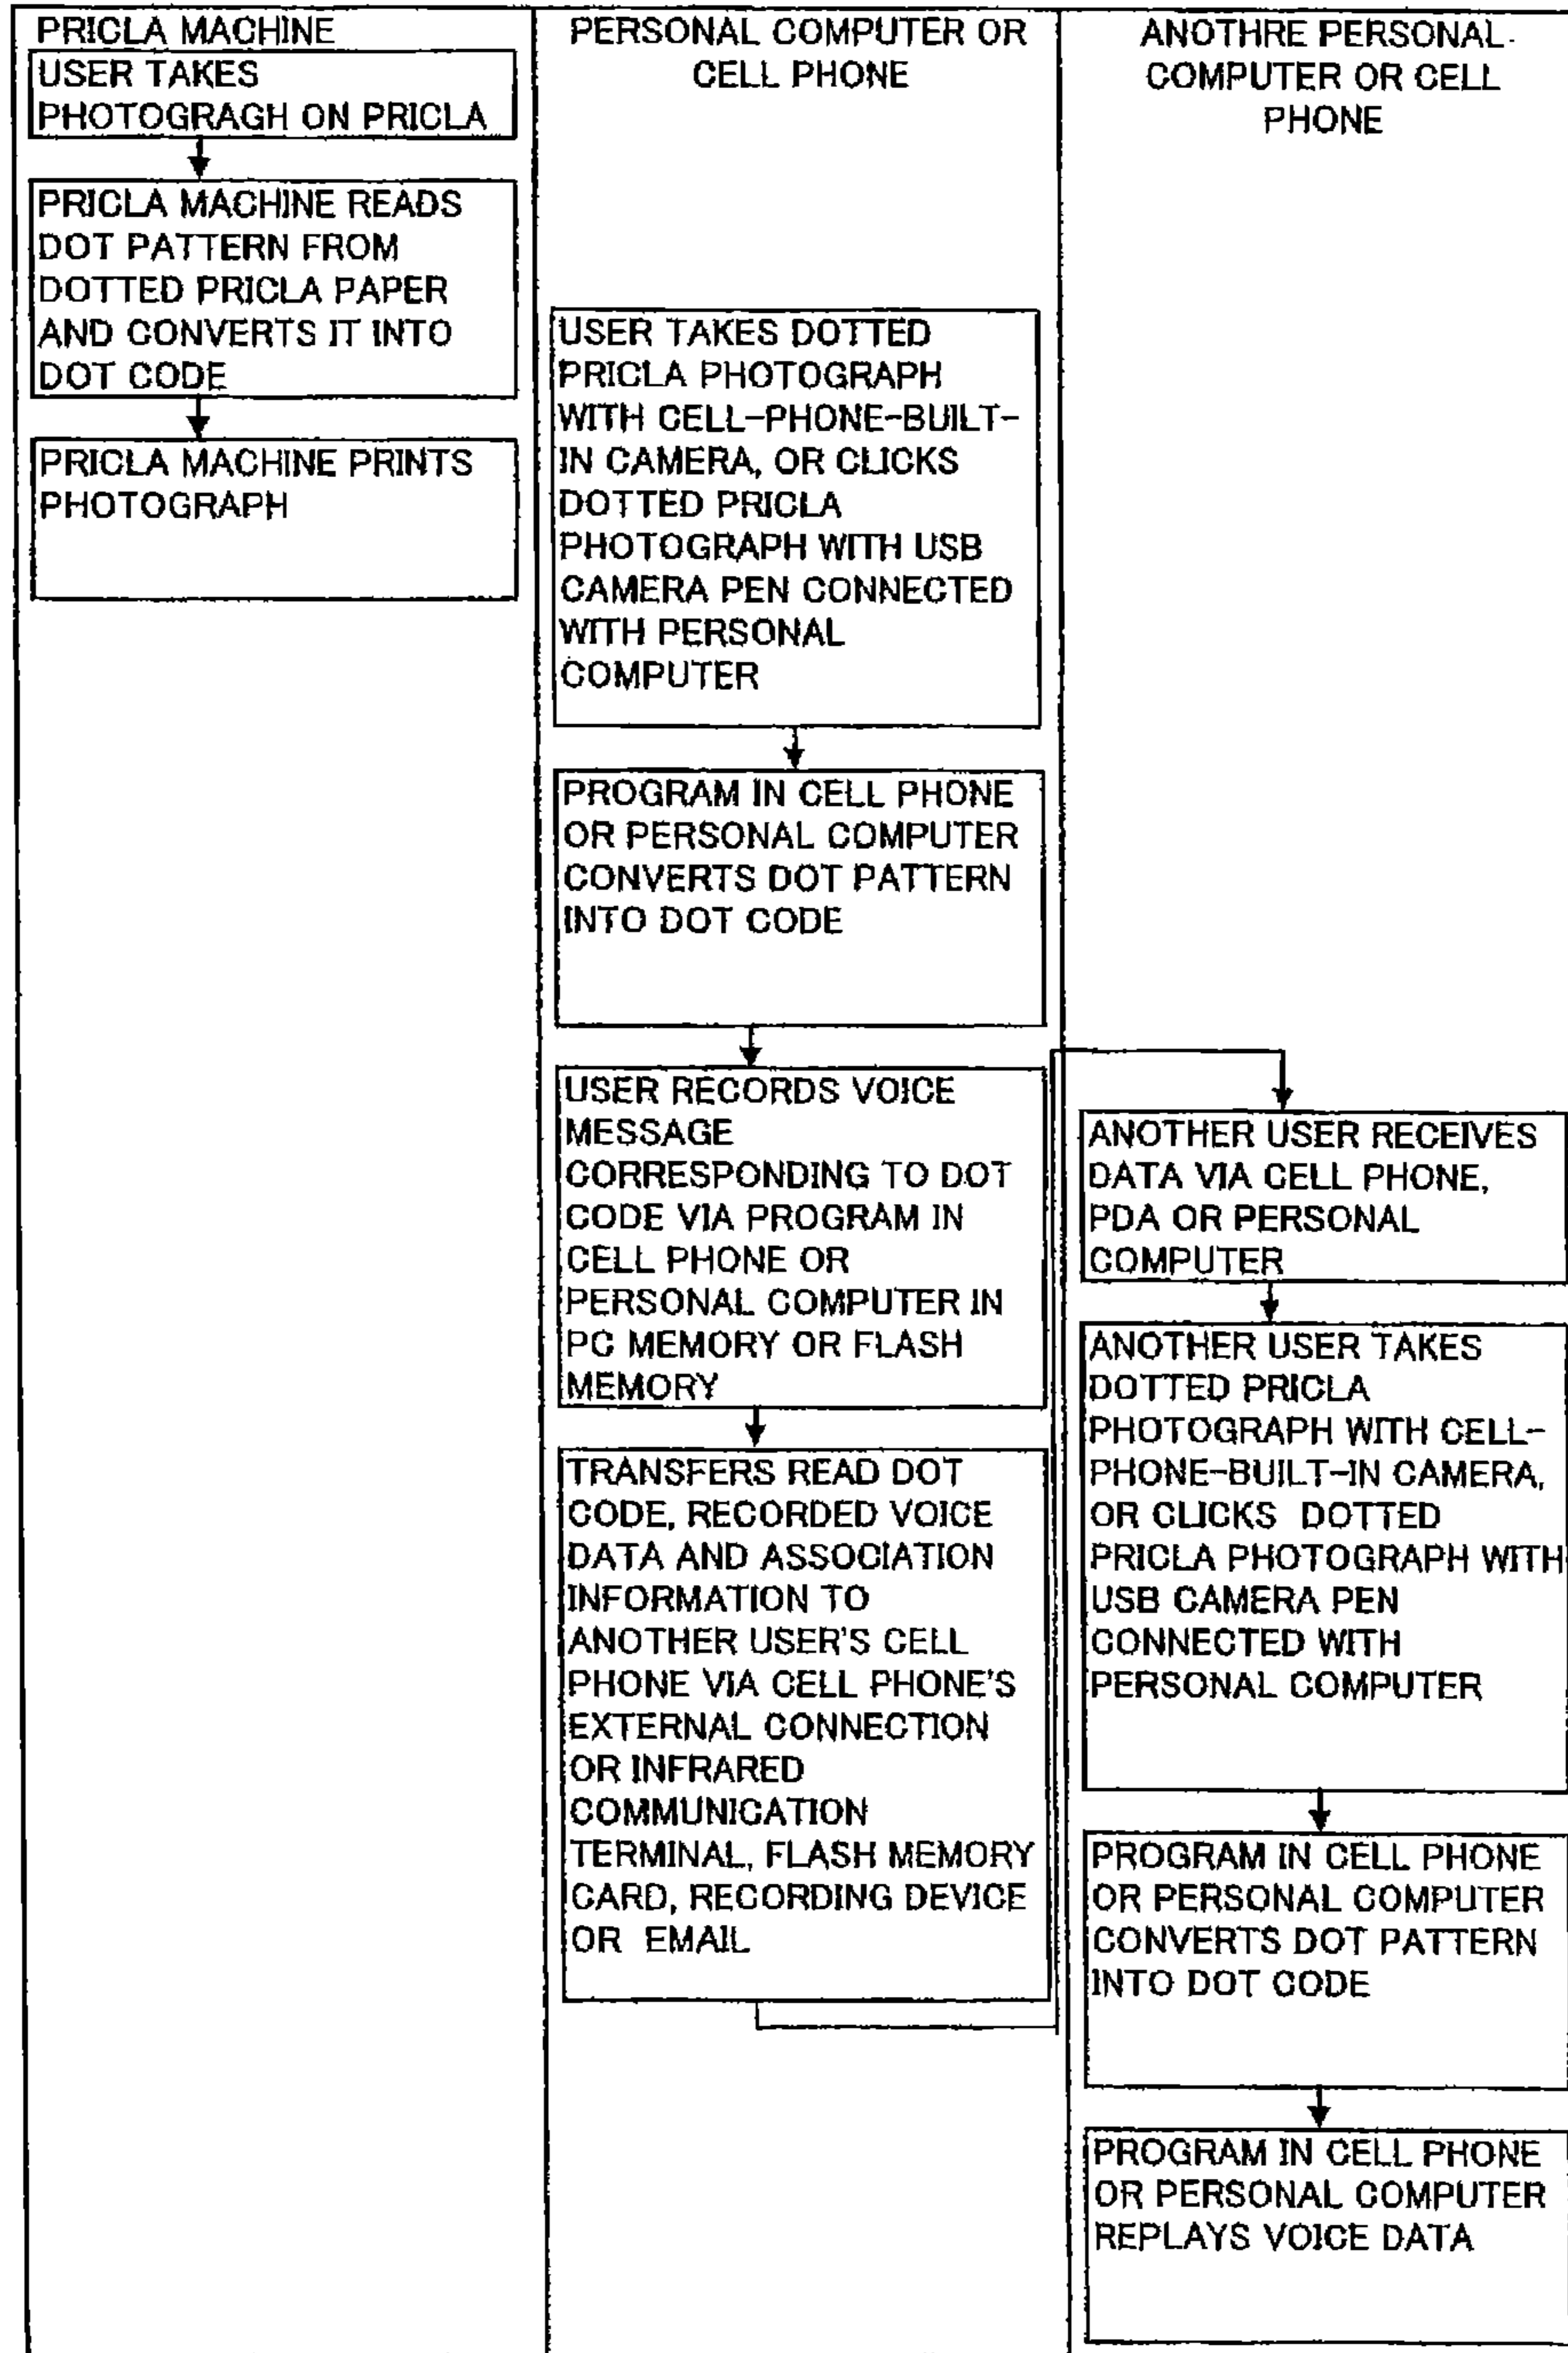 PRICLA MACHINE
USER TAKES
PHOTOGRAGH ON PRICLA
PRICLA MACHINE READS
DOT PATTERN FROM
DOTTED PRICLA PAPER
AND CONVERTS IT INTO
DOT CODE
PRICLA MACHINE PRINTS
PHOTOGRAPH
PERSONAL COMPUTER OR
CELL PHONE
USER TAKES DOTTED
PRICLA PHOTOGRAPH
WITH CELL-PHONE-BUILT-
IN CAMERA, OR CLICKS
DOTTED PRICLA
PHOTOGRAPH WITH USB
CAMERA PEN CONNECTED
WITH PERSONAL
COMPUTER
PROGRAM IN CELL PHONE
OR PERSONAL COMPUTER
CONVERTS DOT PATTERN
INTO DOT CODE
USER RECORDS VOICE
MESSAGE
CORRESPONDING TO DOT
CODE VIA PROGRAM IN
CELL PHONE OR
PERSONAL COMPUTER IN
PC MEMORY OR FLASH
MEMORY
TRANSFERS READ DOT
CODE, RECORDED VOICE
DATA AND ASSOCIATION
INFORMATION TO
ANOTHER USER'S CELL
PHONE VIA CELL PHONE'S
EXTERNAL CONNECTION
OR INFRARED
COMMUNICATION
TERMINAL, FLASH MEMORY
CARD, RECORDING DEVICE
OR EMAIL
ANOTHRE PERSONAL
COMPUTER OR CELL
PHONE
ANOTHER USER RECEIVES
DATA VIA CELL PHONE,
PDA OR PERSONAL
COMPUTER
ANOTHER USER TAKES
DOTTED PRICLA
PHOTOGRAPH WITH CELL-
PHONE-BUILT-IN CAMERA,
OR CLICKS DOTTED
PRICLA PHOTOGRAPH WITH
USB CAMERA PEN
CONNECTED WITH
PERSONAL COMPUTER
PROGRAM IN CELL PHONE
OR PERSONAL COMPUTER
CONVERTS DOT PATTERN
INTO DOT CODE
PROGRAM IN CELL PHONE
OR PERSONAL COMPUTER
REPLAYS VOICE DATA